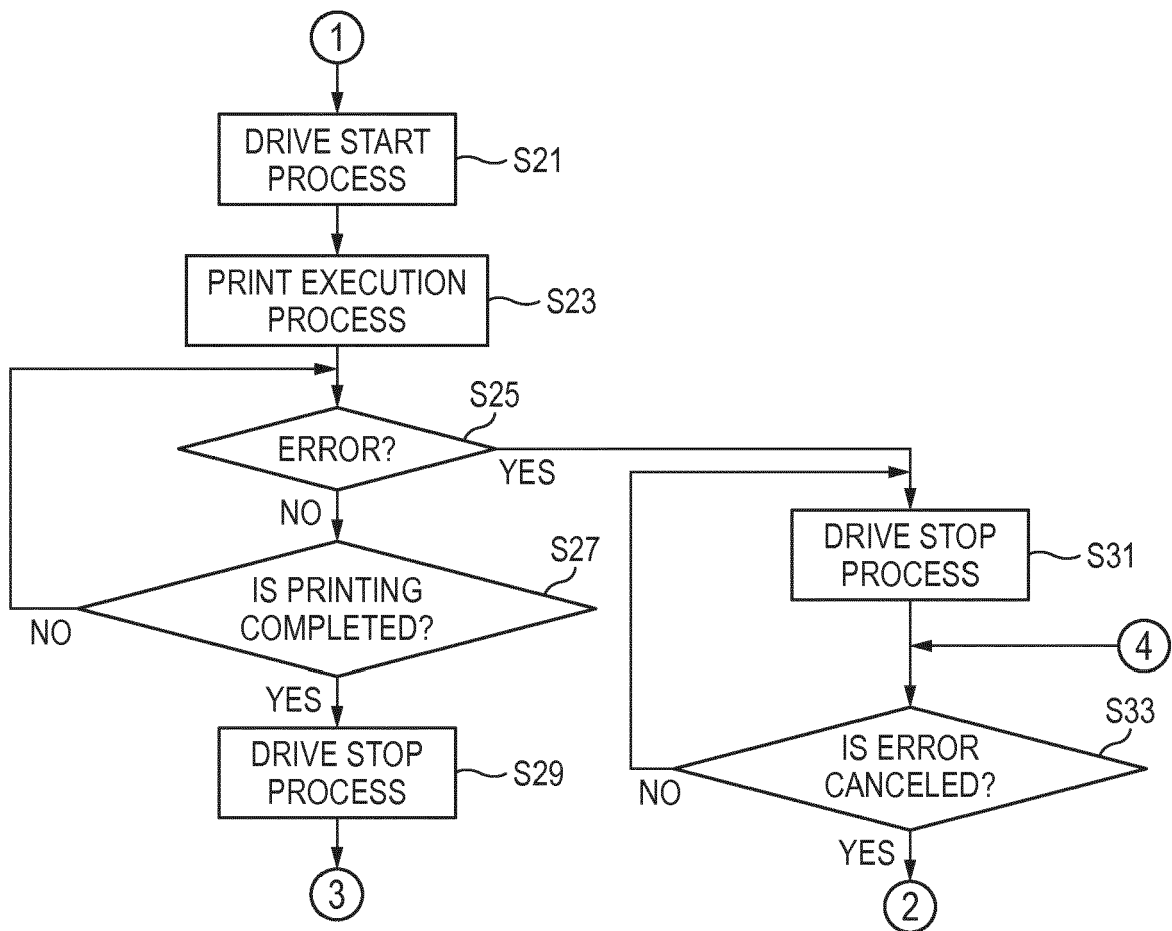 1
DRIVE START
PROCESS
S21
PRINT EXECUTION
PROCESS
S23
S25
ERROR?
YES
NO
S27
IS PRINTING
COMPLETED?
NO
YES
DRIVE STOP
PROCESS
S29
3
DRIVE STOP
PROCESS
S31
4
S33
IS ERROR
CANCELED?
NO
YES
2